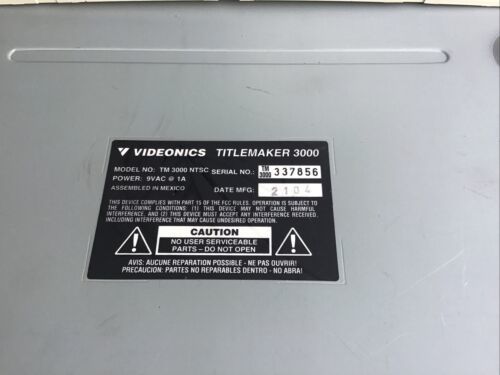 VIDEONICS TITLEMAKER 3000
MODEL NO: TM 3000 NTSC SERIAL NO.: TM 3000 337856
POWER: 9VAC @ 1A
ASSEMBLED IN MEXICO DATE MFG. 2104
THIS DEVICE COMPLIES WITH PART 15 OF THE FCC RULES. OPERATION IS SUBJECT TO
THE FOLLOWING TWO CONDITIONS: (1) THIS DEVICE MAY NOT CAUSE HARMFUL
INTERFERENCE, AND (2) THIS DEVICE MUST ACCEPT ANY INTERFERENCE RECEIVED,
INCLUDING INTERFERENCE THAT MAY CAUSE UNDESIRED OPERATION.
CAUTION
NO USER SERVICEABLE
PARTS – DO NOT OPEN
AVIS: AUCUNE REPARATION POSSIBLE - NE PAS OUVRIR!
PRECAUCION: PARTES NO REPARABLES DENTRO - NO ABRA!